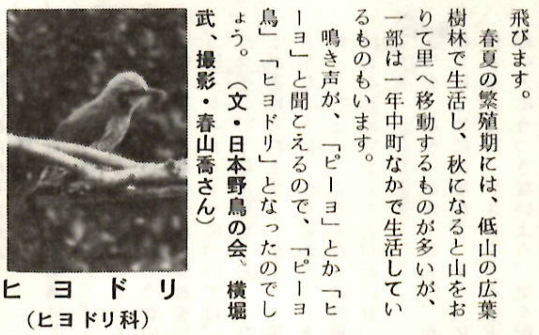 飛びます。
春夏の繁殖期には、低山の広葉
樹林で生活し、秋になると山をお
りて里へ移動するものが多いが、
一部は一年中町なかで生活してい
るものもいます。
鳴き声が、「ピーヨ」とか「ヒ
ーヨ」と聞こえるので、「ピーヨ
鳥」「ヒヨドリ」となったのでし
ょう。（文・日本野鳥の会、横堀
武、撮影・春山喬さん）
ヒヨドリ
（ヒヨドリ科）